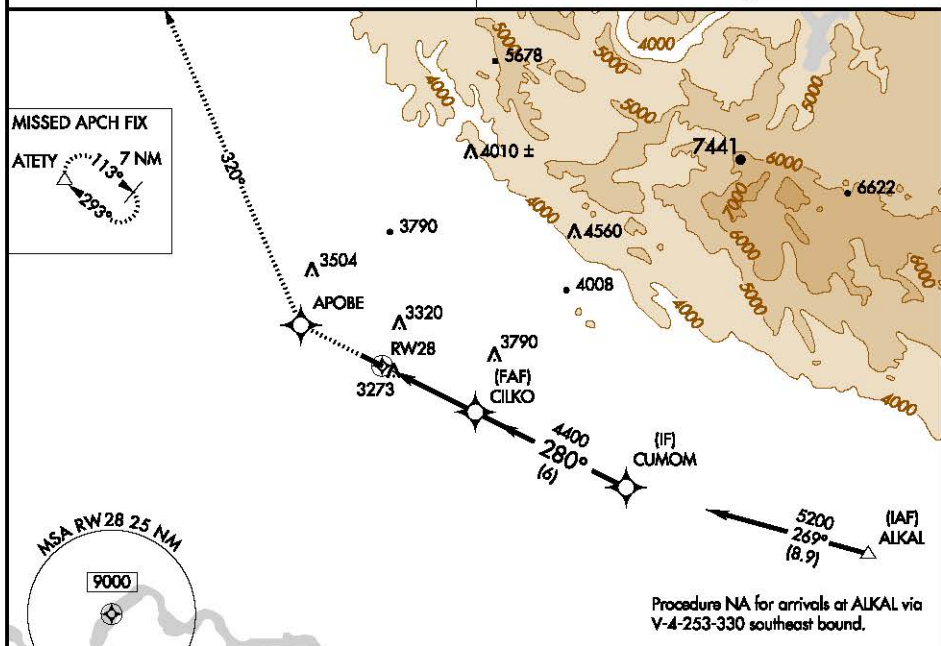 5000
5678
4000
5000
4000
5000
5000
MISSED APCH FIX
ATETY
113°
7 NM
293°
320°
4010 ±
7441
6000
7000
6622
4000
3790
4560
6000
6000
5000
3504
4008
4000
APOBE
3320
RW28
3790
3273
(FAF)
CILKO
4000
4400
280°
(6)
(IF)
CUMOM
5200
269°
(8.9)
(IAF)
ALKAL
MSA RW 28 25 NM
9000
Procedure NA for arrivals at ALKAL via
V-4-253-330 southeast bound.